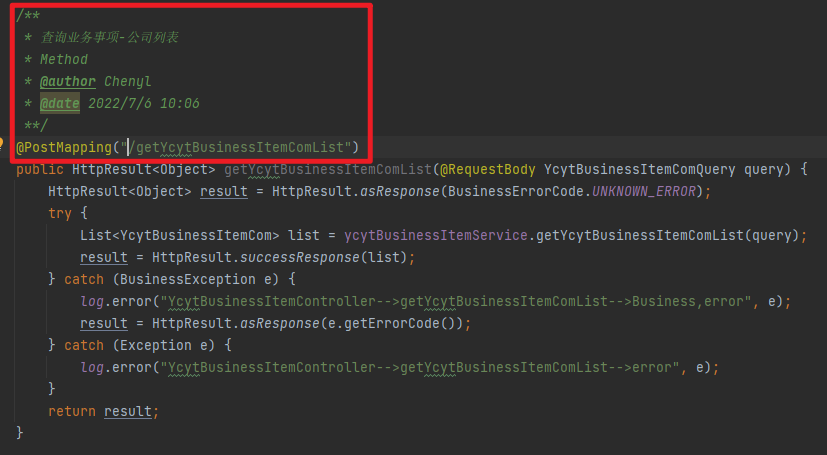 /**
* 查询业务事项-公司列表
* Method
* @author Chenyl
* @date 2022/7/6 10:06
**/
@PostMapping("/getYcytBusinessItemComList")
public HttpResult<Object> getYcytBusinessItemComList(@RequestBody YcytBusinessItemComQuery query) {
HttpResult<Object> result = HttpResult.asResponse(BusinessErrorCode.UNKNOWN_ERROR);
try {
List<YcytBusinessItemCom> list = ycytBusinessItemService.getYcytBusinessItemComList(query);
result = HttpResult.successResponse(list);
} catch (BusinessException e) {
log.error("YcytBusinessItemController-->getYcytBusinessItemComList-->Business,error", e);
result = HttpResult.asResponse(e.getErrorCode());
} catch (Exception e) {
log.error("YcytBusinessItemController-->getYcytBusinessItemComList-->error", e);
}
return result;
}